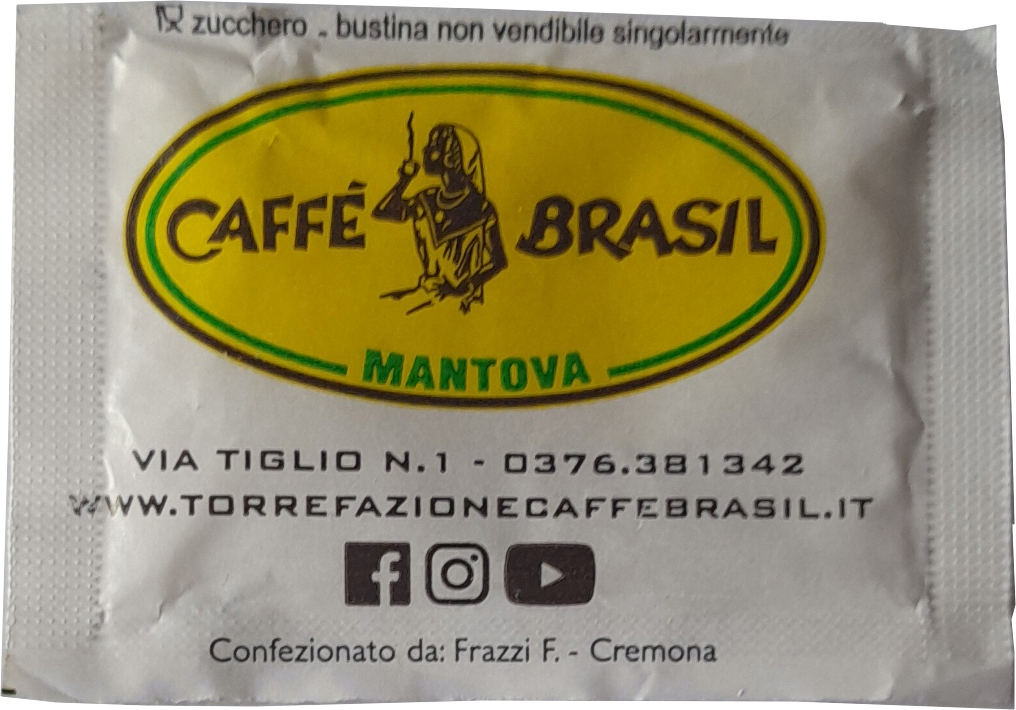 zucchero - bustina non vendibile singolarmente
CAFFÉ BRASIL
MANTOVA
VIA TIGLIO N.1 - 0376.381342
WWW.TORREFAZIONECAFFEBRASIL.IT
Confezionato da: Frazzi F. - Cremona